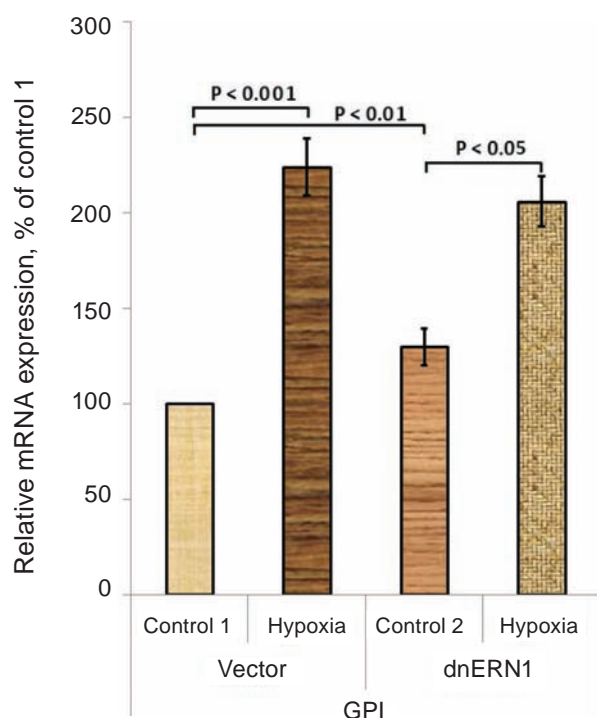 Relative mRNA expression, % of control 1
300
250
200
150
100
50
0
P < 0.001
P < 0.01
P < 0.05
Control 1 Hypoxia Control 2 Hypoxia
Vector dnERN1
GPI